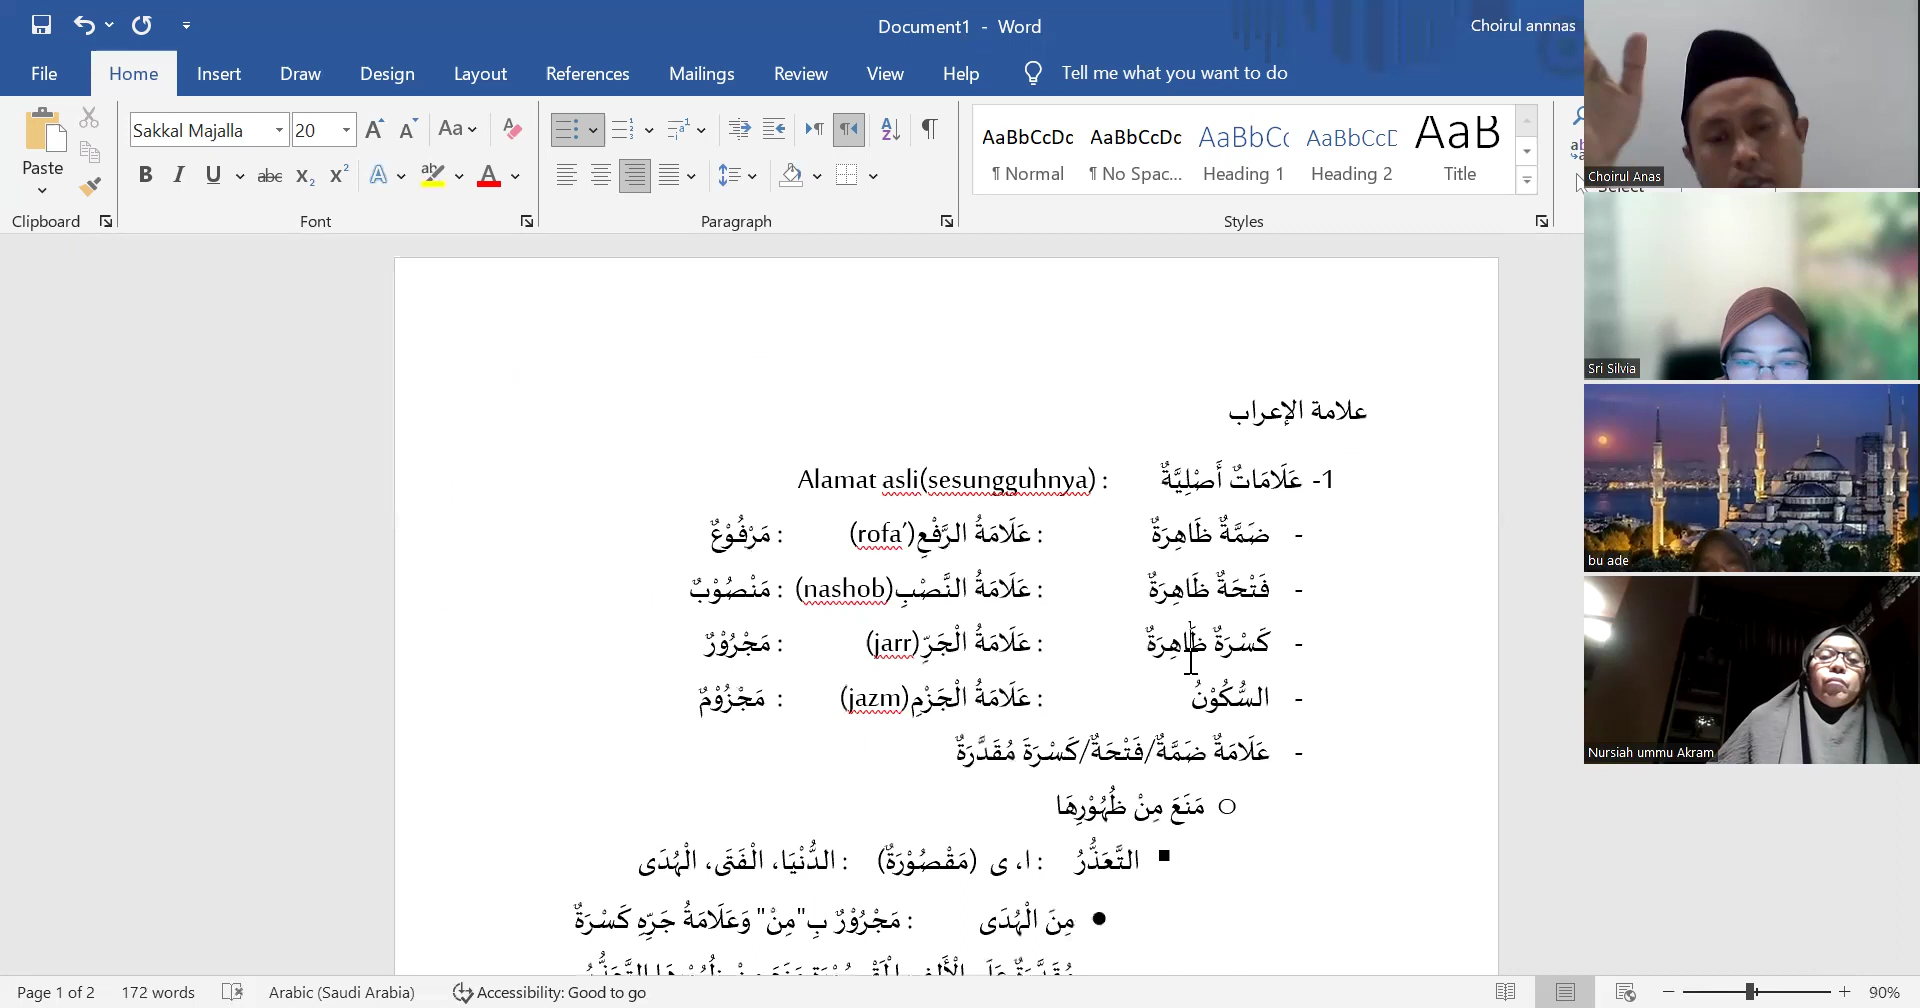 Document1 - Word
Choirul annnas
File Home Insert Draw Design Layout References Mailings Review View Help Tell me what you want to do
Sakkal Majalla 20
Paste
Clipboard Font Paragraph Styles
AaBbCcDc AaBbCcDc AaBbCc AaBbCcD AaB
¶ Normal ¶ No Spac... Heading 1 Heading 2 Title
Select
Choirul Anas
Sri Silvia
bu ade
Nursiah ummu Akram
علامة الإعراب
1- عَلَامَاتٌ أَصْلِيَّةٌ : Alamat asli(sesungguhnya)
- ضَمَّةٌ ظَاهِرَةٌ : عَلَامَةُ الرَّفْعِ(rofa’) : مَرْفُوْعٌ
- فَتْحَةٌ ظَاهِرَةٌ : عَلَامَةُ النَّصْبِ(nashob) : مَنْصُوْبٌ
- كَسْرَةٌ ظَاهِرَةٌ : عَلَامَةُ الْجَرِّ(jarr) : مَجْرُوْرٌ
- السُّكُوْنُ : عَلَامَةُ الْجَزْمِ(jazm) : مَجْزُوْمٌ
- عَلَامَةٌ ضَمَّةٌ/فَتْحَةٌ/كَسْرَةَ مُقَدَّرَةٌ
○ مَنَعَ مِنْ ظُهُوْرِهَا
■ التَّعَذُّرُ : ا، ى (مَقْصُوْرَةٌ) : الدُّنْيَا، الْفَتَى، الْهُدَى
● مِنَ الْهُدَى : مَجْرُوْرٌ بِ"مِنْ" وَعَلَامَةُ جَرِّهِ كَسْرَةٌ
Page 1 of 2 172 words Arabic (Saudi Arabia) Accessibility: Good to go 90%